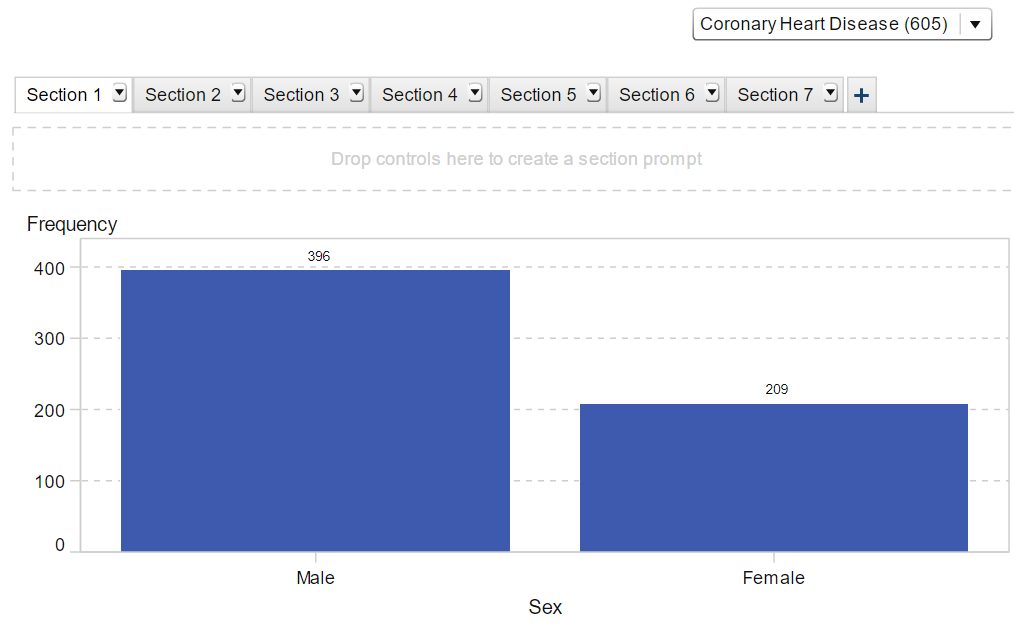 Coronary Heart Disease (605)
Section 1 Section 2 Section 3 Section 4 Section 5 Section 6 Section 7 +
Drop controls here to create a section prompt
Frequency
396
400
300
209
200
100
0
Male Female
Sex